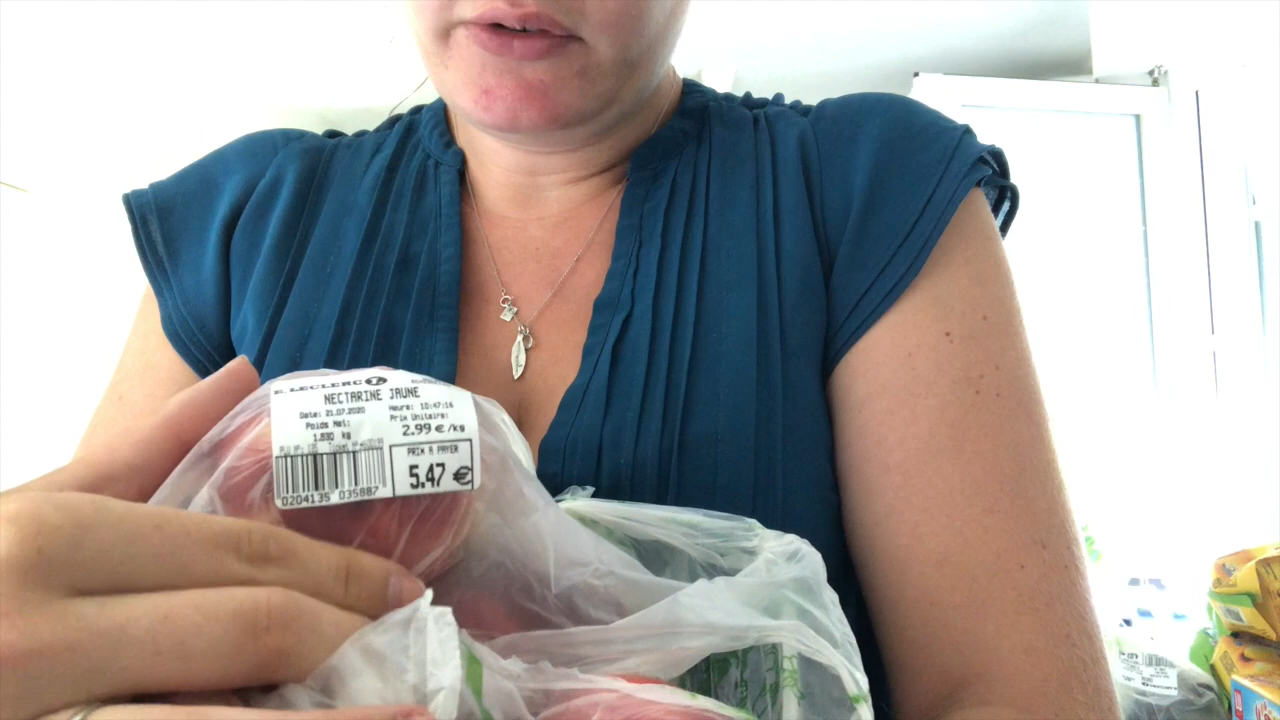 E.LECLERC L
NECTARINE JAUNE
Date: 21.07.2020 Heure: 10:47:16
Poids Net: Prix Unitaire:
1.830 kg 2.99 €/kg
PRIX A PAYER
5.47 €
0204135 035887